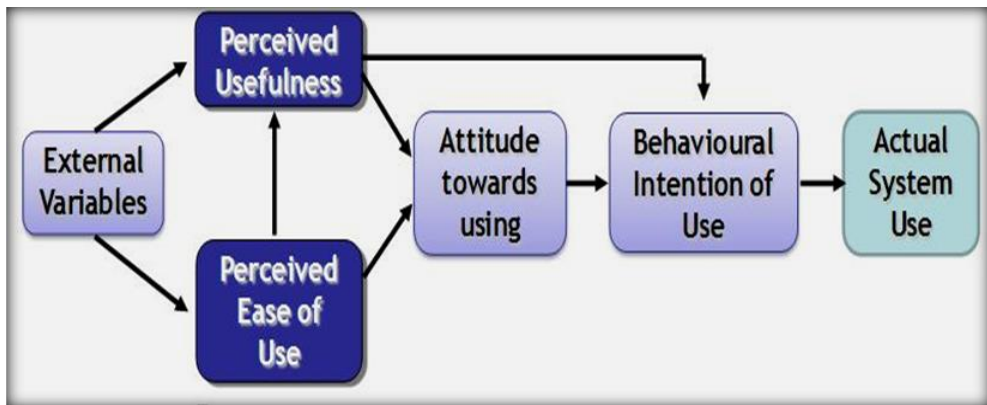 External
Variables
Perceived
Usefulness
Perceived
Ease of
Use
Attitude
towards
using
Behavioural
Intention of
Use
Actual
System
Use